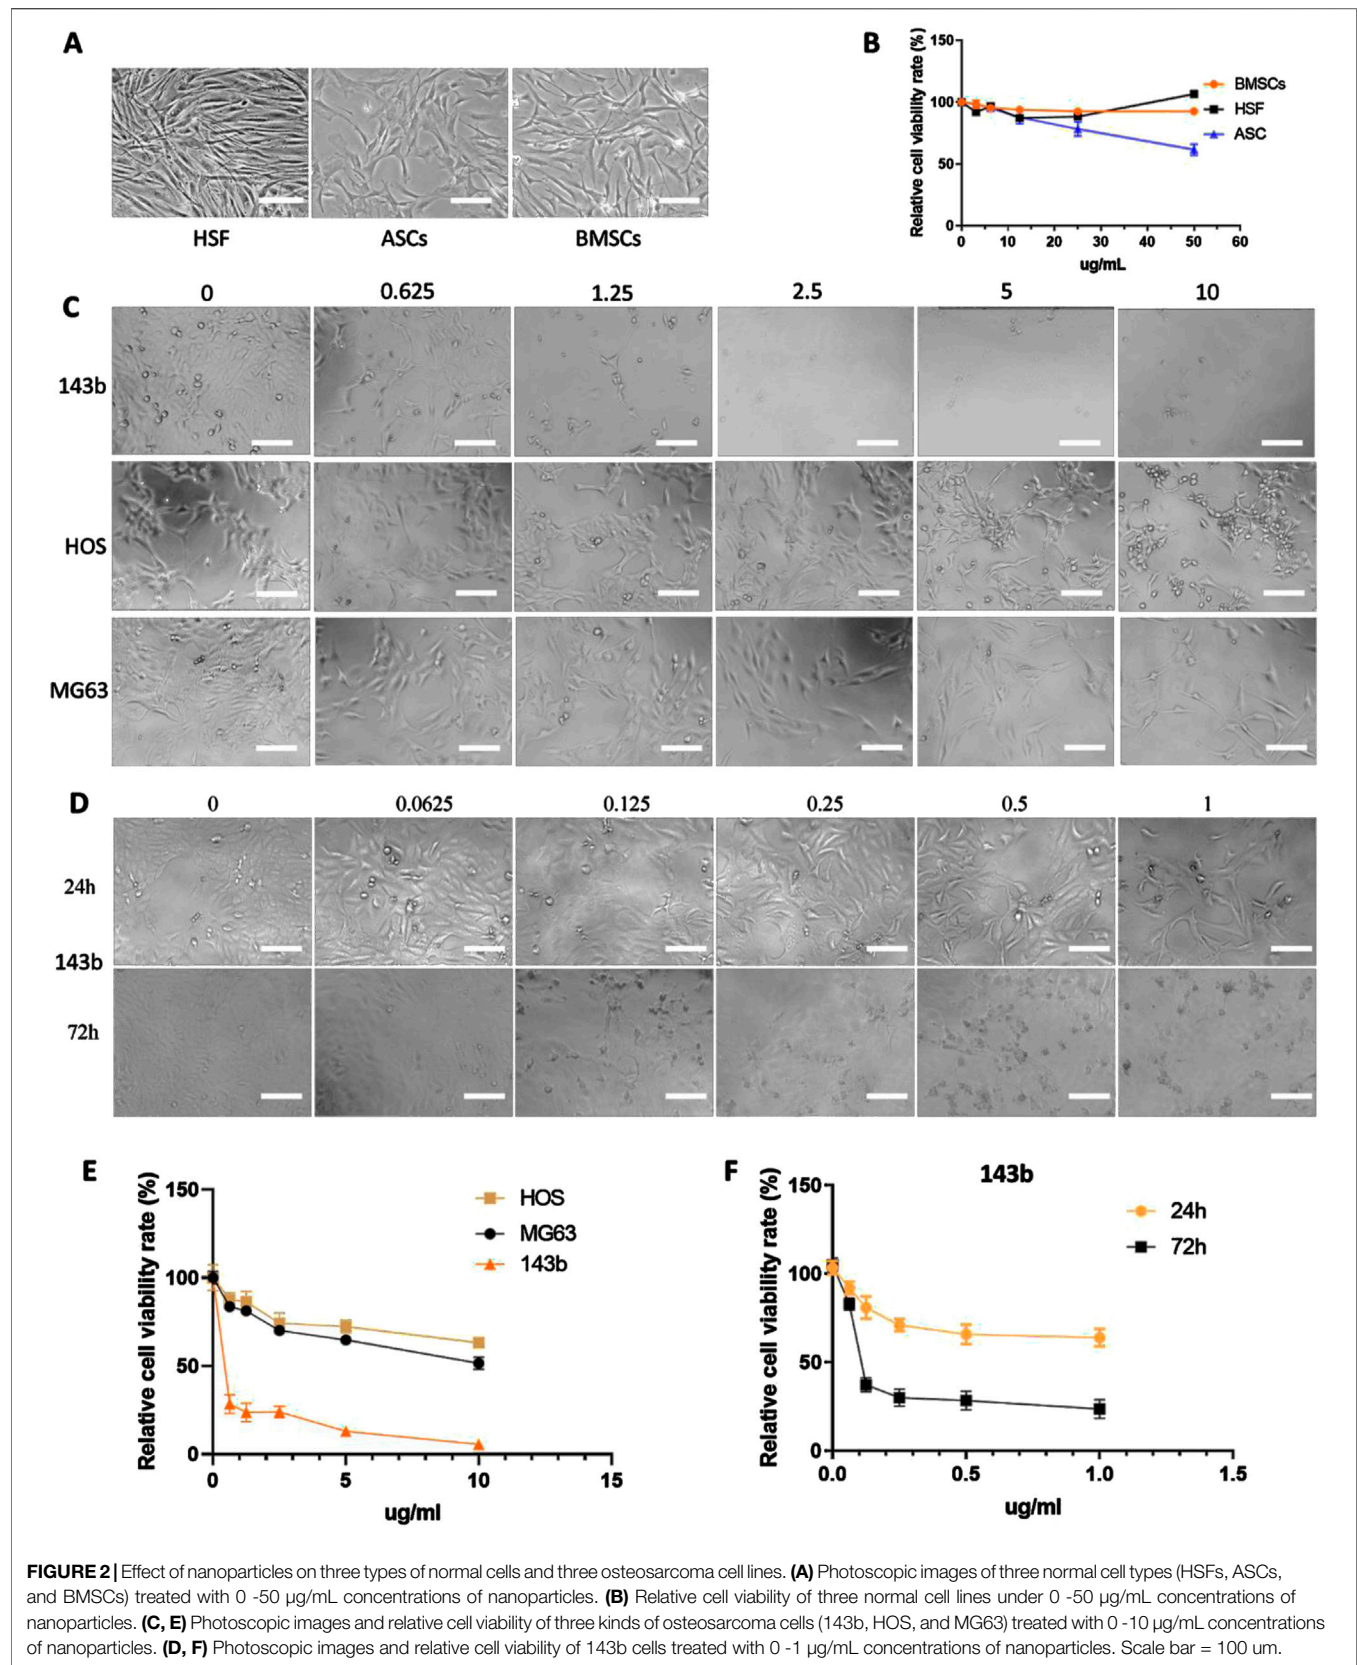 A
HSF
ASCs
BMSCs
B
Relative cell viability rate (%)
150
100
50
0
0 10 20 30 40 50 60
ug/mL
BMSCs
HSF
ASC
C
0 0.625 1.25 2.5 5 10
143b
HOS
MG63
D
0 0.0625 0.125 0.25 0.5 1
24h
143b
72h
E
Relative cell viability rate (%)
150
100
50
0
0 5 10 15
ug/ml
HOS
MG63
143b
F
143b
Relative cell viability rate (%)
150
100
50
0
0.0 0.5 1.0 1.5
ug/ml
24h
72h
FIGURE 2 | Effect of nanoparticles on three types of normal cells and three osteosarcoma cell lines. (A) Photoscopic images of three normal cell types (HSFs, ASCs,
and BMSCs) treated with 0 -50 μg/mL concentrations of nanoparticles. (B) Relative cell viability of three normal cell lines under 0 -50 μg/mL concentrations of
nanoparticles. (C, E) Photoscopic images and relative cell viability of three kinds of osteosarcoma cells (143b, HOS, and MG63) treated with 0 -10 μg/mL concentrations
of nanoparticles. (D, F) Photoscopic images and relative cell viability of 143b cells treated with 0 -1 μg/mL concentrations of nanoparticles. Scale bar = 100 um.